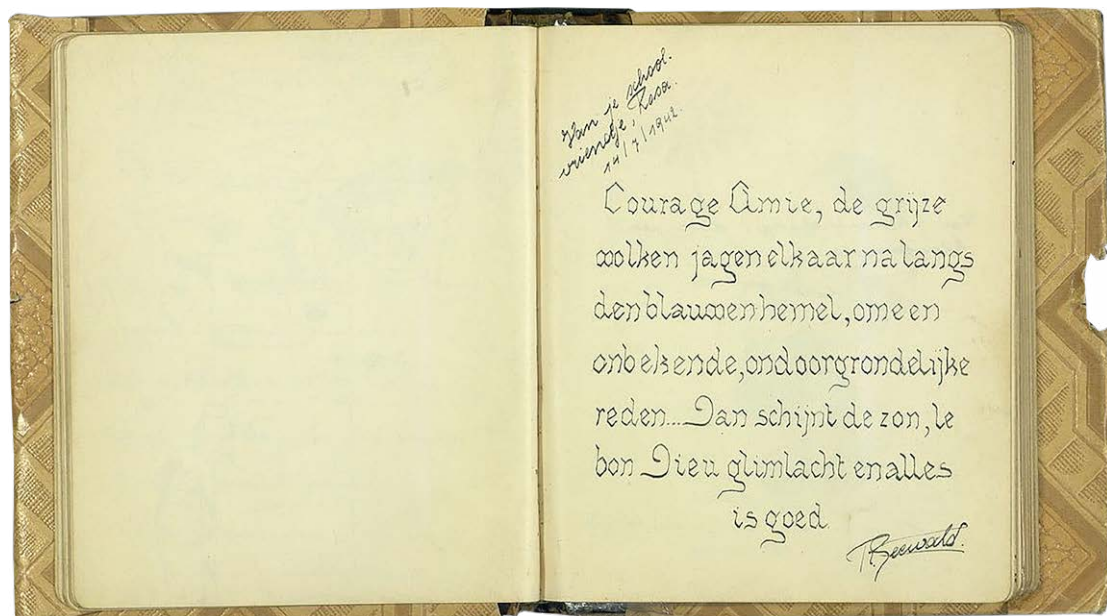 Van je school-
vriendje, Rosa.
14/7/1942.
Courage Amie, de grijze
wolken jagen elkaar na langs
den blauwen hemel, om een
onbekende, ondoorgrondelijke
reden.... Dan schijnt de zon, le
bon Dieu glimlacht en alles
is goed.